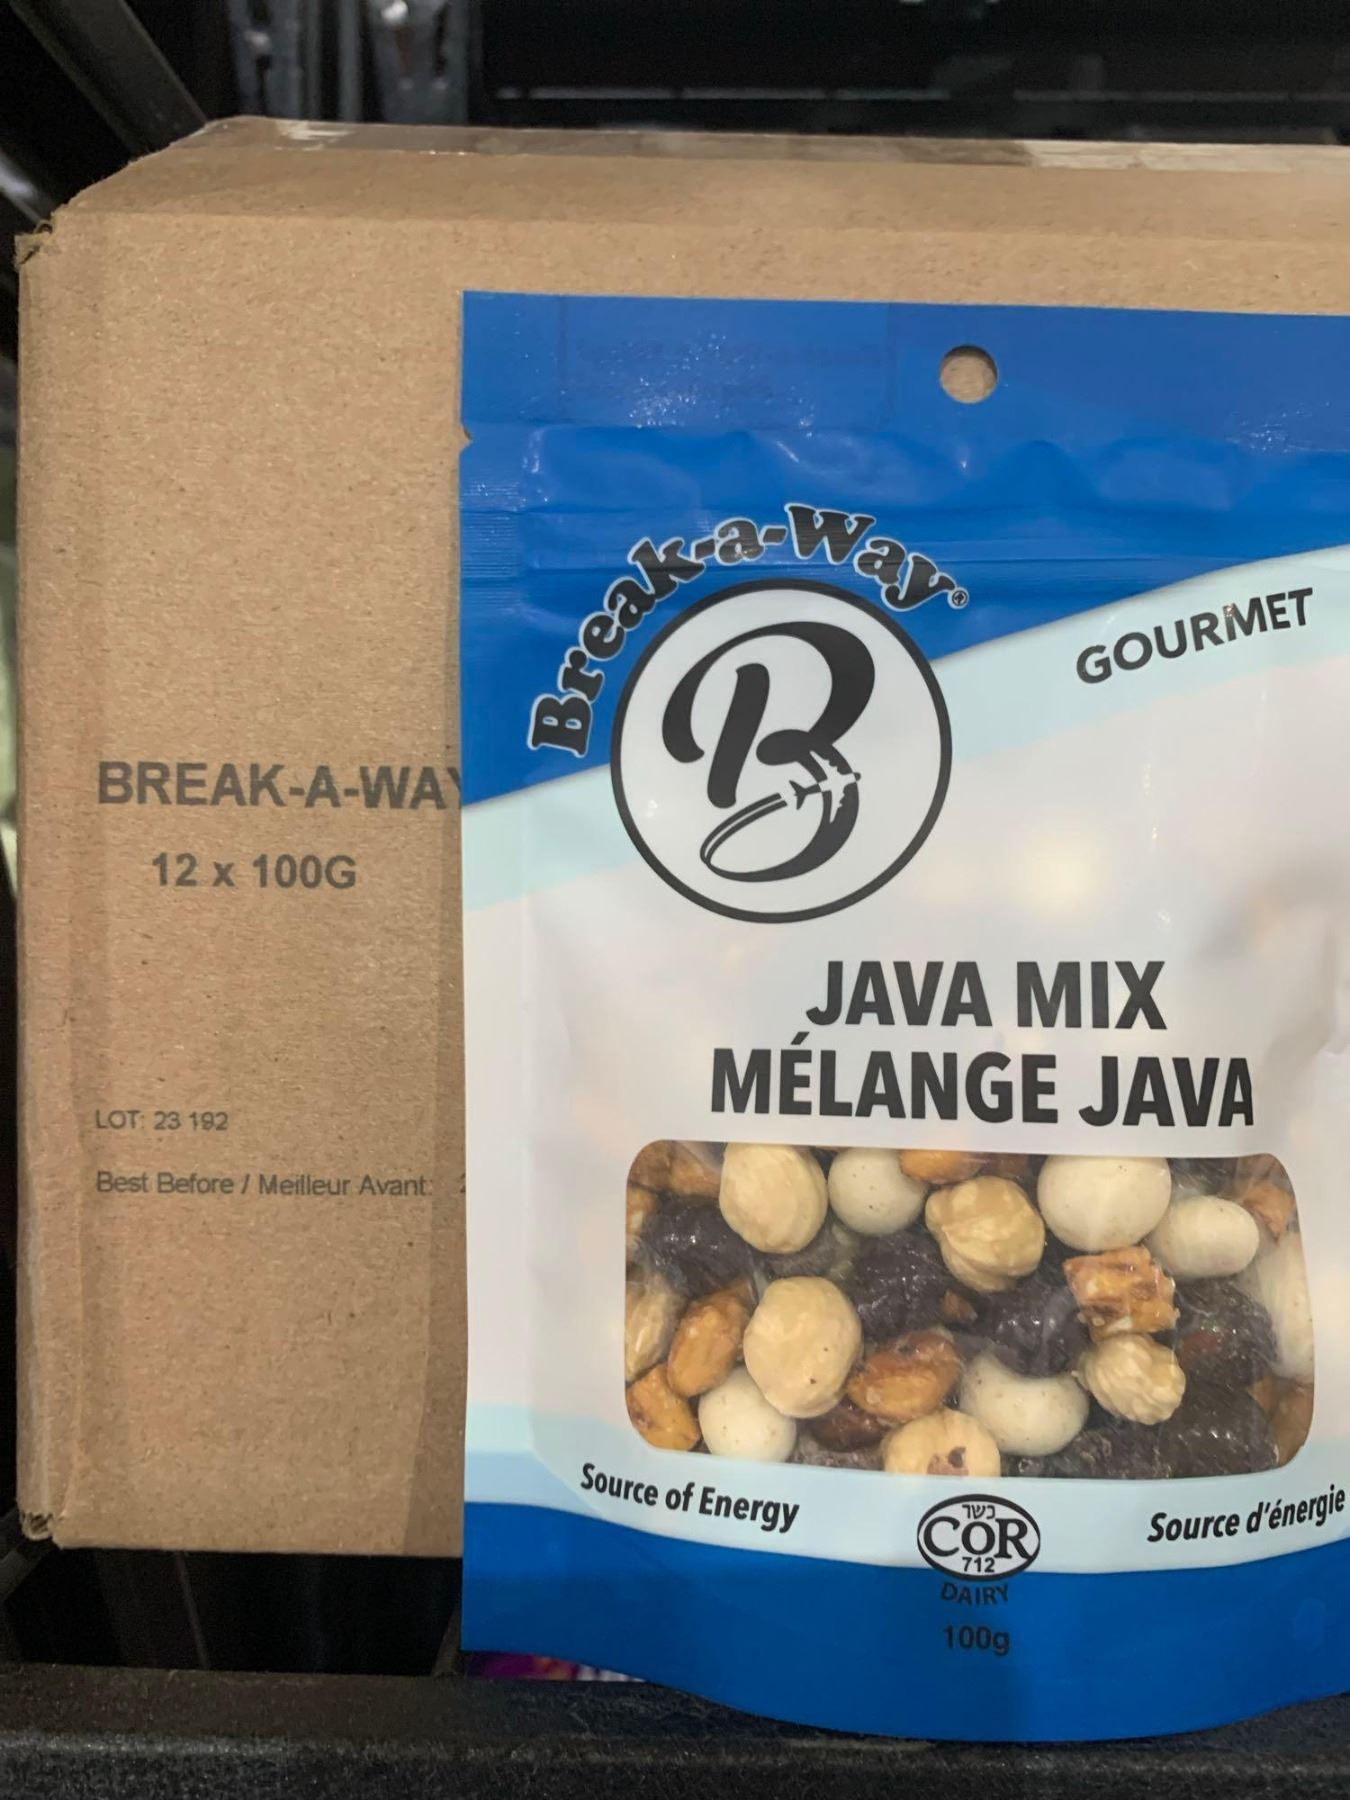 BREAK-A-WAY
12 x 100G
LOT: 23 192
Best Before / Meilleur Avant:
Break-a-Way®
B
GOURMET
JAVA MIX
MÉLANGE JAVA
Source of Energy
כשר
COR
712
DAIRY
100g
Source d'énergie